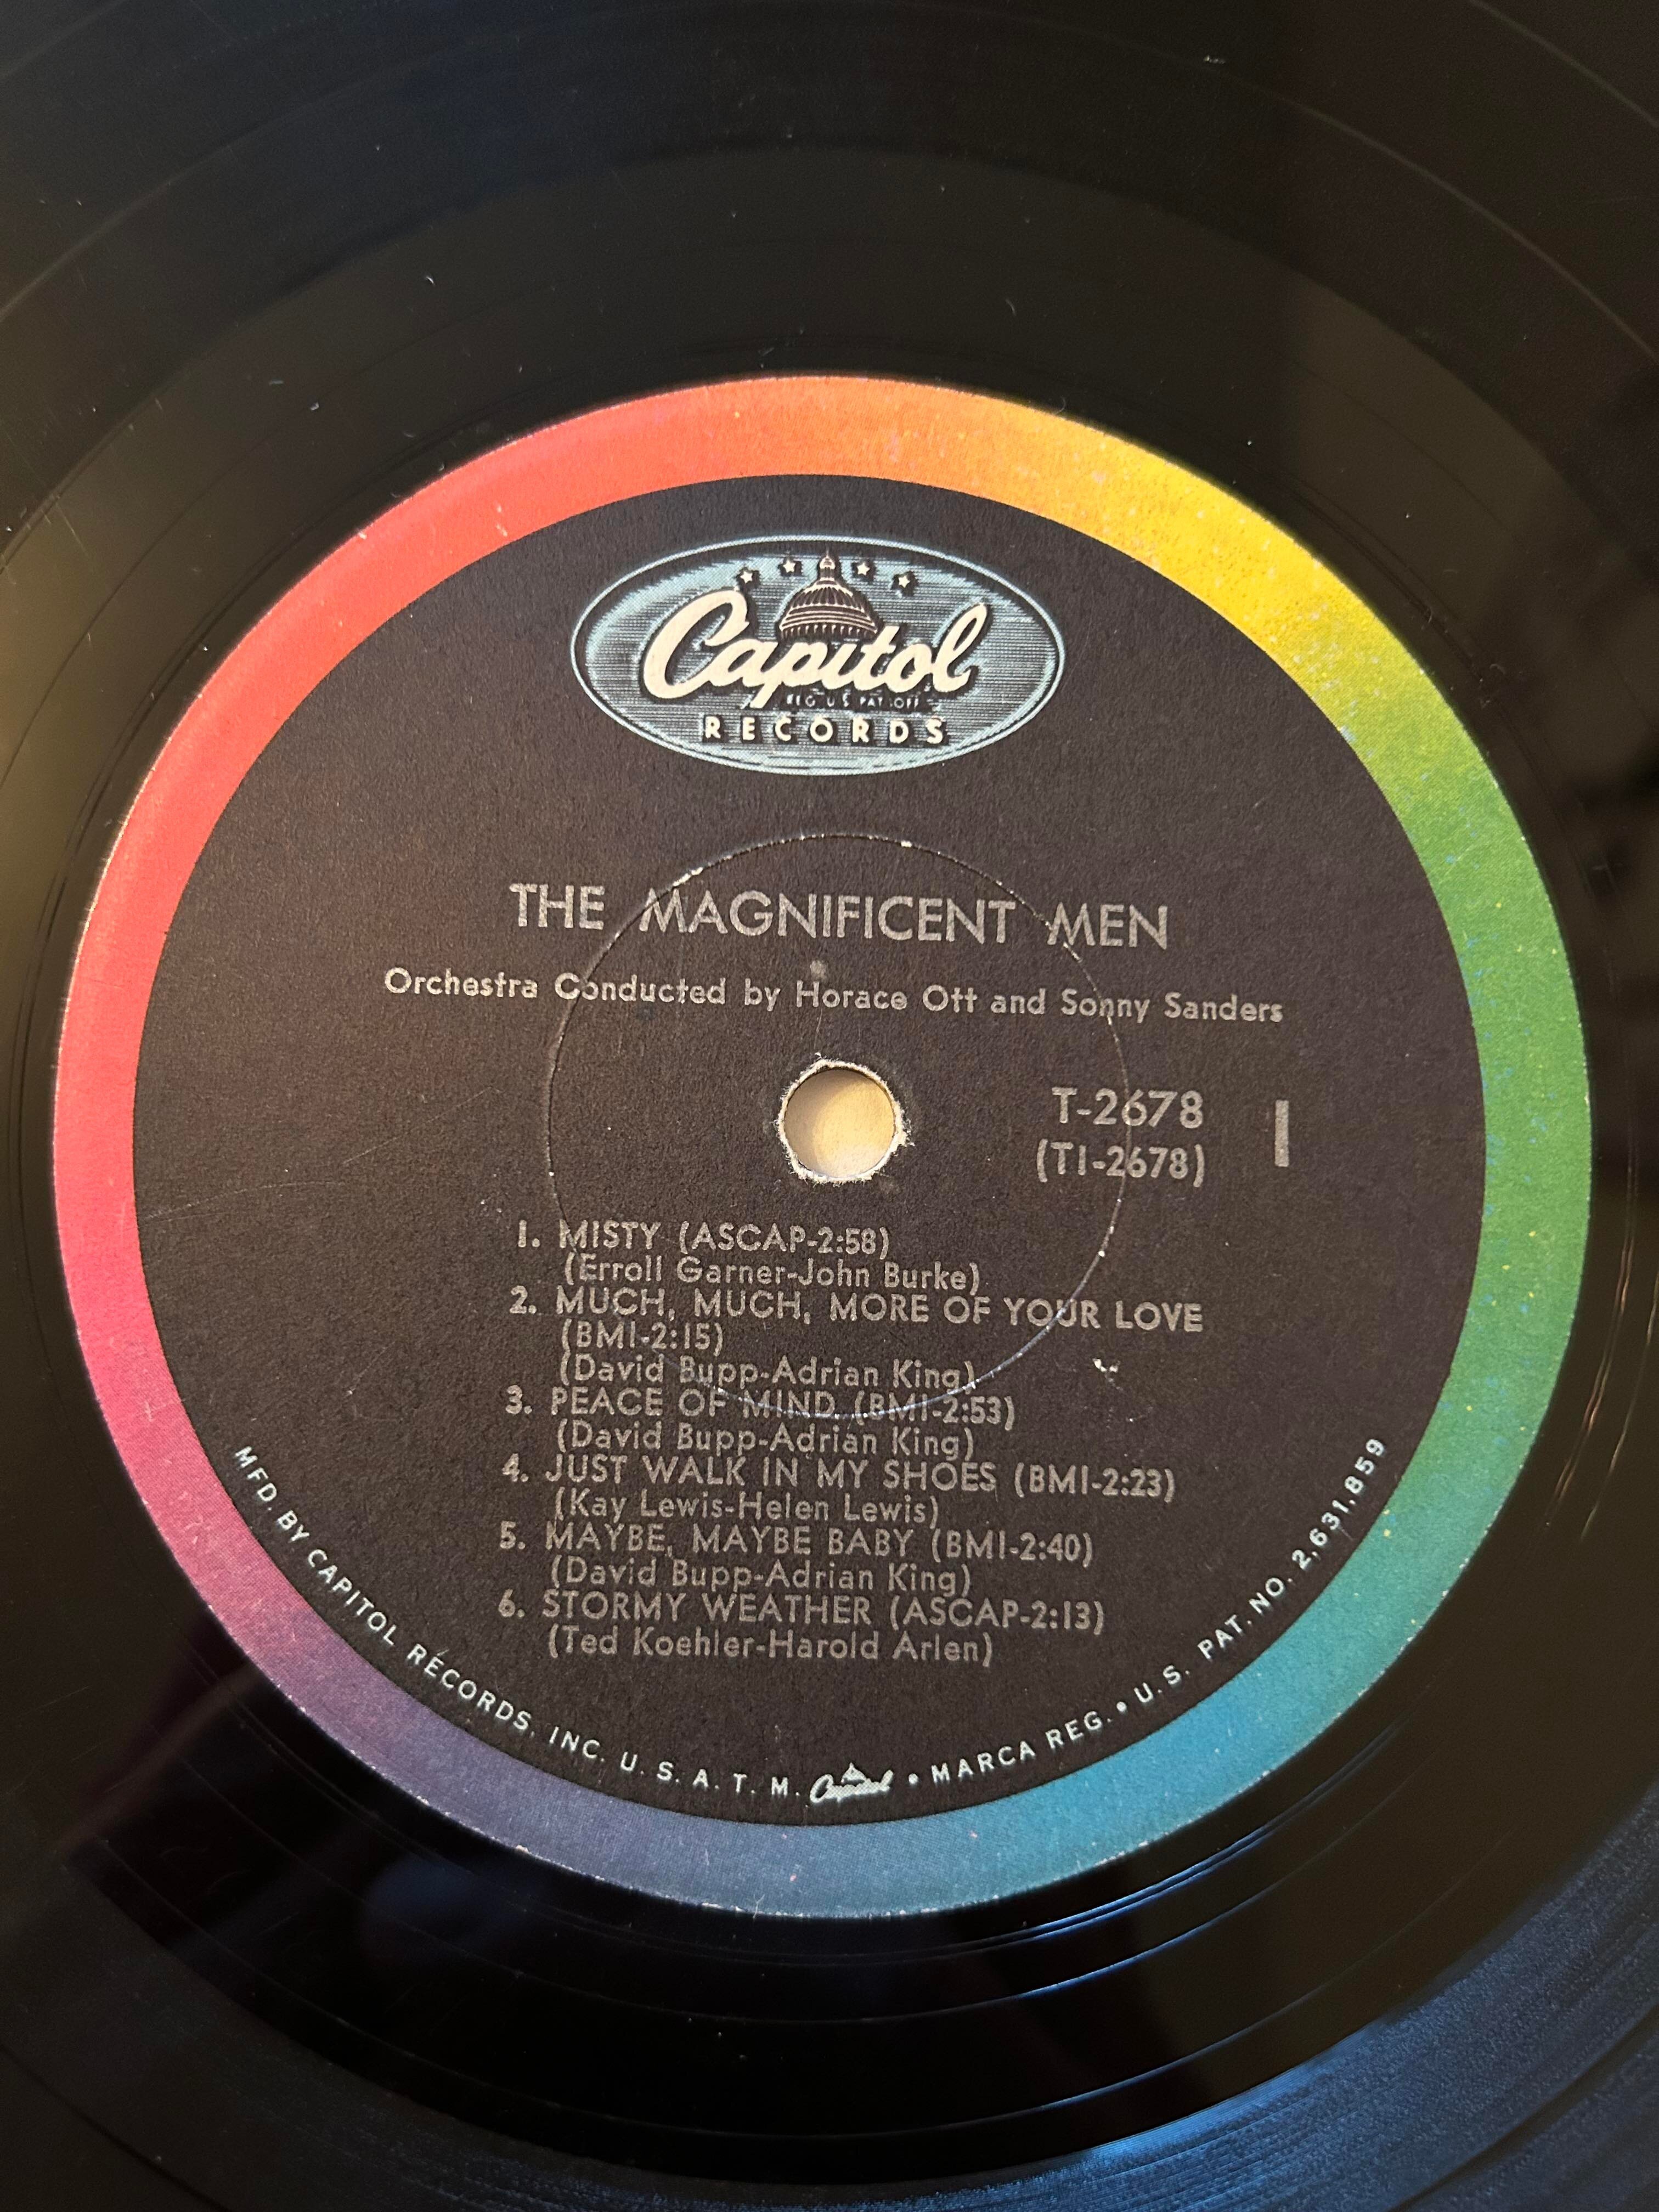 Capitol
REG. U.S. PAT. OFF.
RECORDS
THE MAGNIFICENT MEN
Orchestra Conducted by Horace Ott and Sonny Sanders
T-2678
(T1-2678)
1
1. MISTY (ASCAP-2:58)
(Erroll Garner-John Burke)
2. MUCH, MUCH, MORE OF YOUR LOVE
(BMI-2:15)
(David Bupp-Adrian King)
3. PEACE OF MIND (BMI-2:53)
(David Bupp-Adrian King)
4. JUST WALK IN MY SHOES (BMI-2:23)
(Kay Lewis-Helen Lewis)
5. MAYBE, MAYBE BABY (BMI-2:40)
(David Bupp-Adrian King)
6. STORMY WEATHER (ASCAP-2:13)
(Ted Koehler-Harold Arlen)
MFD. BY CAPITOL RECORDS, INC. U.S.A. T.M. Capitol • MARCA REG. • U.S. PAT. NO. 2,631,859